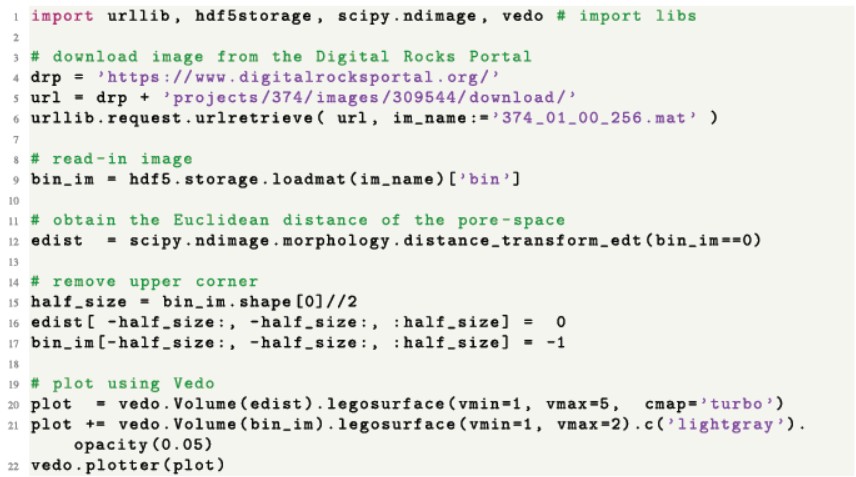 1 import urllib, hdf5storage, scipy.ndimage, vedo # import libs
2
3 # download image from the Digital Rocks Portal
4 drp = 'https://www.digitalrocksportal.org/'
5 url = drp + 'projects/374/images/309544/download/'
6 urllib.request.urlretrieve( url, im_name:='374_01_00_256.mat' )
7
8 # read-in image
9 bin_im = hdf5.storage.loadmat(im_name)['bin']
10
11 # obtain the Euclidean distance of the pore-space
12 edist  = scipy.ndimage.morphology.distance_transform_edt(bin_im==0)
13
14 # remove upper corner
15 half_size = bin_im.shape[0]//2
16 edist[ -half_size:, -half_size:, :half_size] =  0
17 bin_im[-half_size:, -half_size:, :half_size] = -1
18
19 # plot using Vedo
20 plot  = vedo.Volume(edist).legosurface(vmin=1, vmax=5,  cmap='turbo')
21 plot += vedo.Volume(bin_im).legosurface(vmin=1, vmax=2).c('lightgray').
opacity(0.05)
22 vedo.plotter(plot)